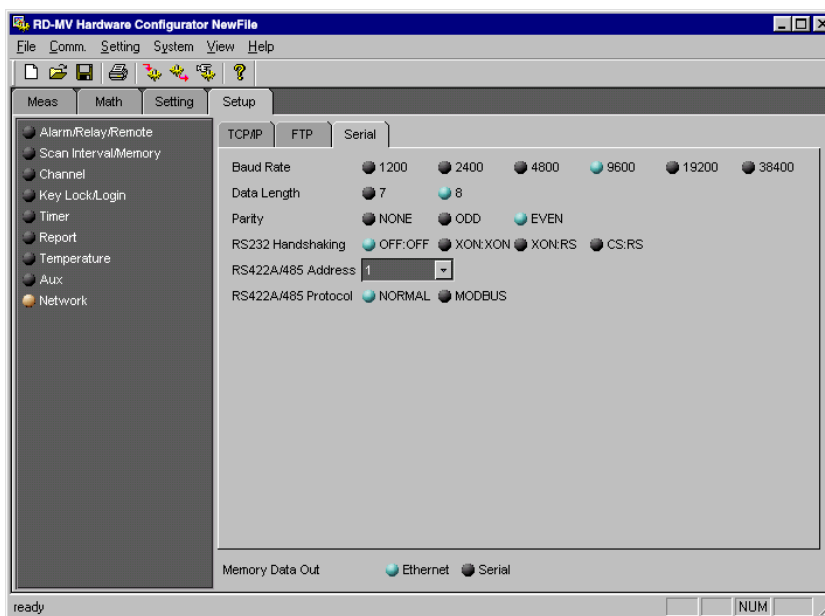 RD-MV Hardware Configurator NewFile
File Comm. Setting System View Help
Meas Math Setting Setup
Alarm/Relay/Remote
Scan Interval/Memory
Channel
Key Lock/Login
Timer
Report
Temperature
Aux
Network
TCP/IP FTP Serial
Baud Rate 1200 2400 4800 9600 19200 38400
Data Length 7 8
Parity NONE ODD EVEN
RS232 Handshaking OFF:OFF XON:XON XON:RS CS:RS
RS422A/485 Address 1
RS422A/485 Protocol NORMAL MODBUS
Memory Data Out Ethernet Serial
ready NUM